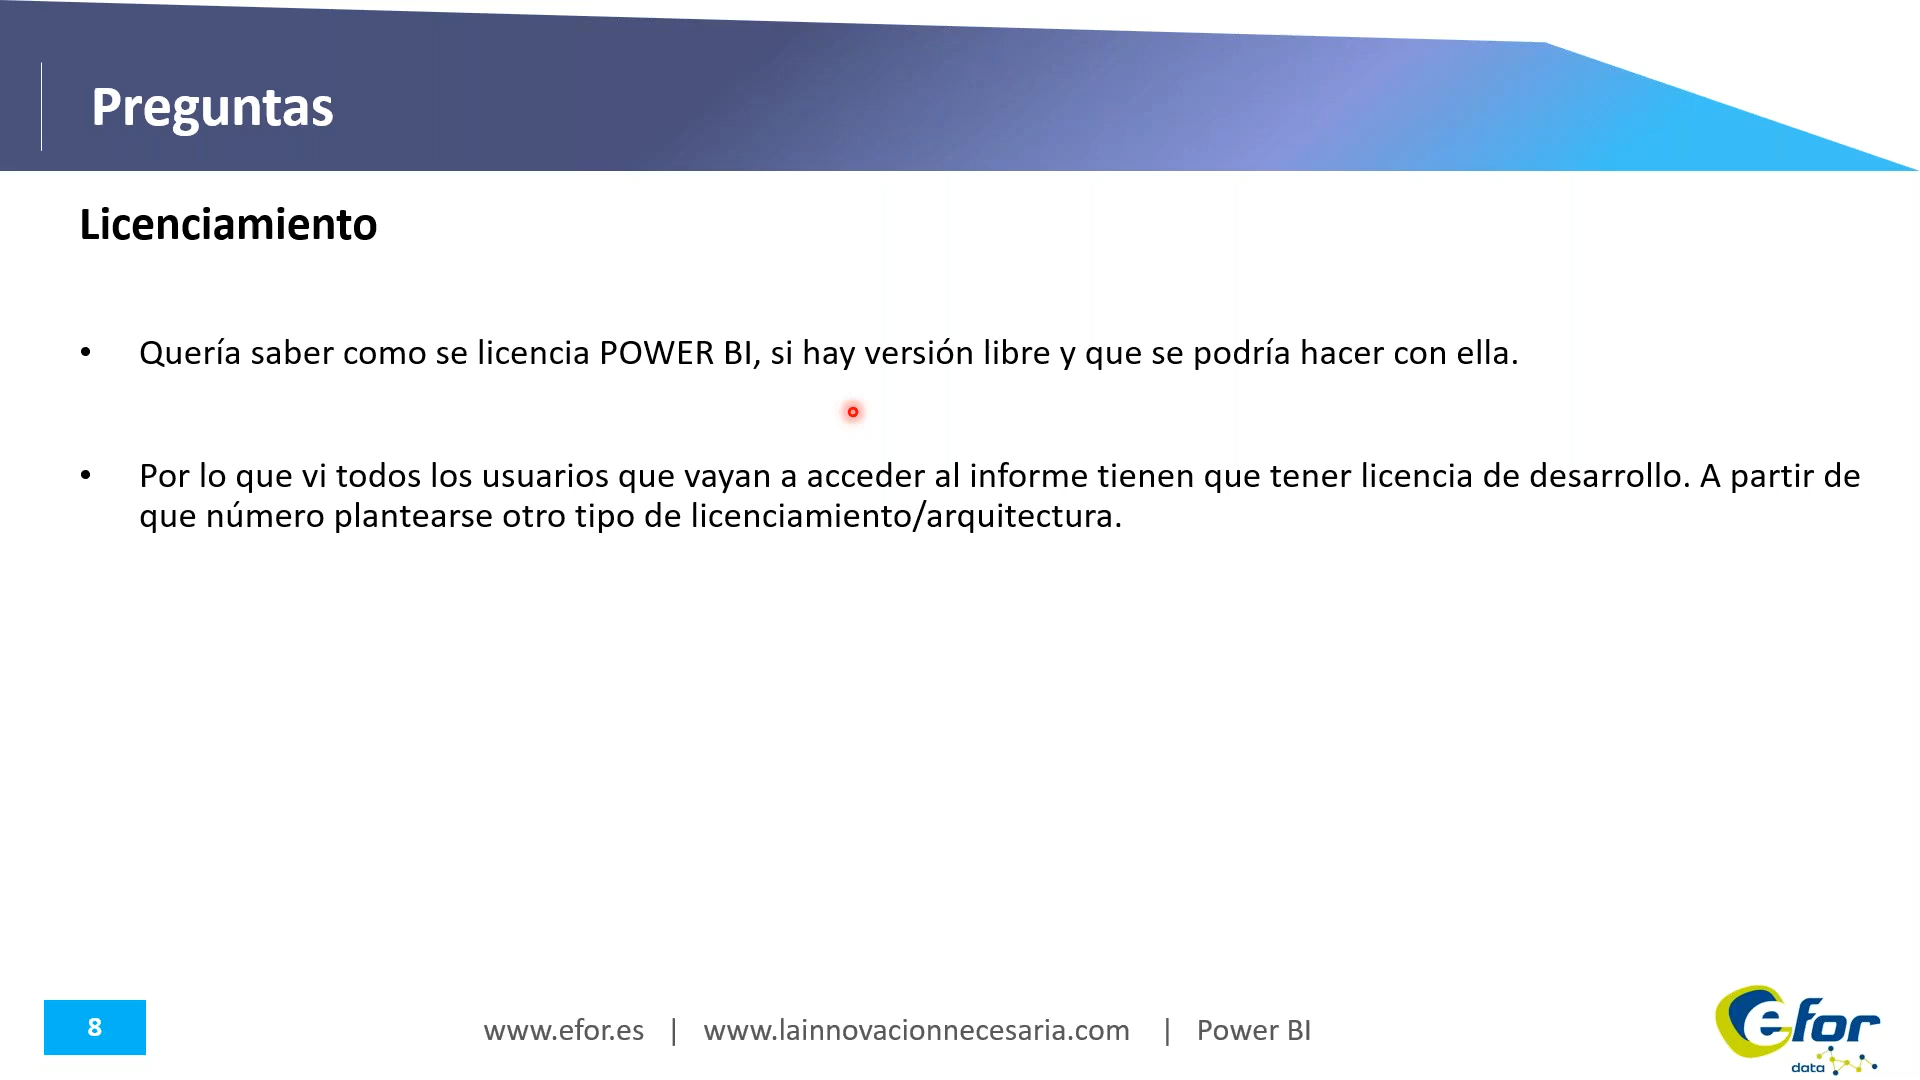 Preguntas
Licenciamiento
• Quería saber como se licencia POWER BI, si hay versión libre y que se podría hacer con ella.
• Por lo que vi todos los usuarios que vayan a acceder al informe tienen que tener licencia de desarrollo. A partir de
que número plantearse otro tipo de licenciamiento/arquitectura.
8
www.efor.es | www.lainnovacionnecesaria.com | Power BI
efor
data